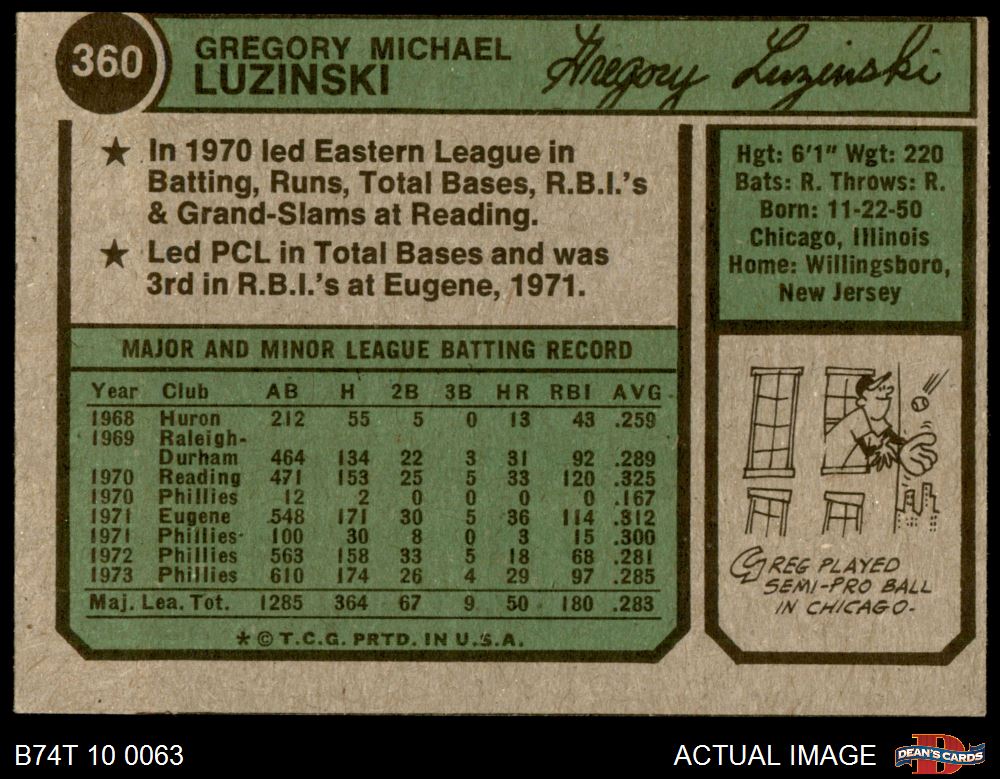 360
GREGORY MICHAEL
LUZINSKI
Gregory Luzinski
★ In 1970 led Eastern League in
Batting, Runs, Total Bases, R.B.I.'s
& Grand-Slams at Reading.
★ Led PCL in Total Bases and was
3rd in R.B.I.'s at Eugene, 1971.
Hgt: 6'1" Wgt: 220
Bats: R. Throws: R.
Born: 11-22-50
Chicago, Illinois
Home: Willingsboro,
New Jersey
MAJOR AND MINOR LEAGUE BATTING RECORD
Year Club AB H 2B 3B HR RBI AVG
1968 Huron 212 55 5 0 13 43 .259
1969 Raleigh-
Durham 464 134 22 3 31 92 .289
1970 Reading 471 153 25 5 33 120 .325
1970 Phillies 12 2 0 0 0 0 .167
1971 Eugene 548 171 30 5 36 114 .312
1971 Phillies 100 30 8 0 3 15 .300
1972 Phillies 563 158 33 5 18 68 .281
1973 Phillies 610 174 26 4 29 97 .285
Maj. Lea. Tot. 1285 364 67 9 50 180 .283
* © T.C.G. PRTD. IN U.S.A.
GREG PLAYED
SEMI-PRO BALL
IN CHICAGO.
B74T 10 0063
ACTUAL IMAGE
D
DEAN'S CARDS